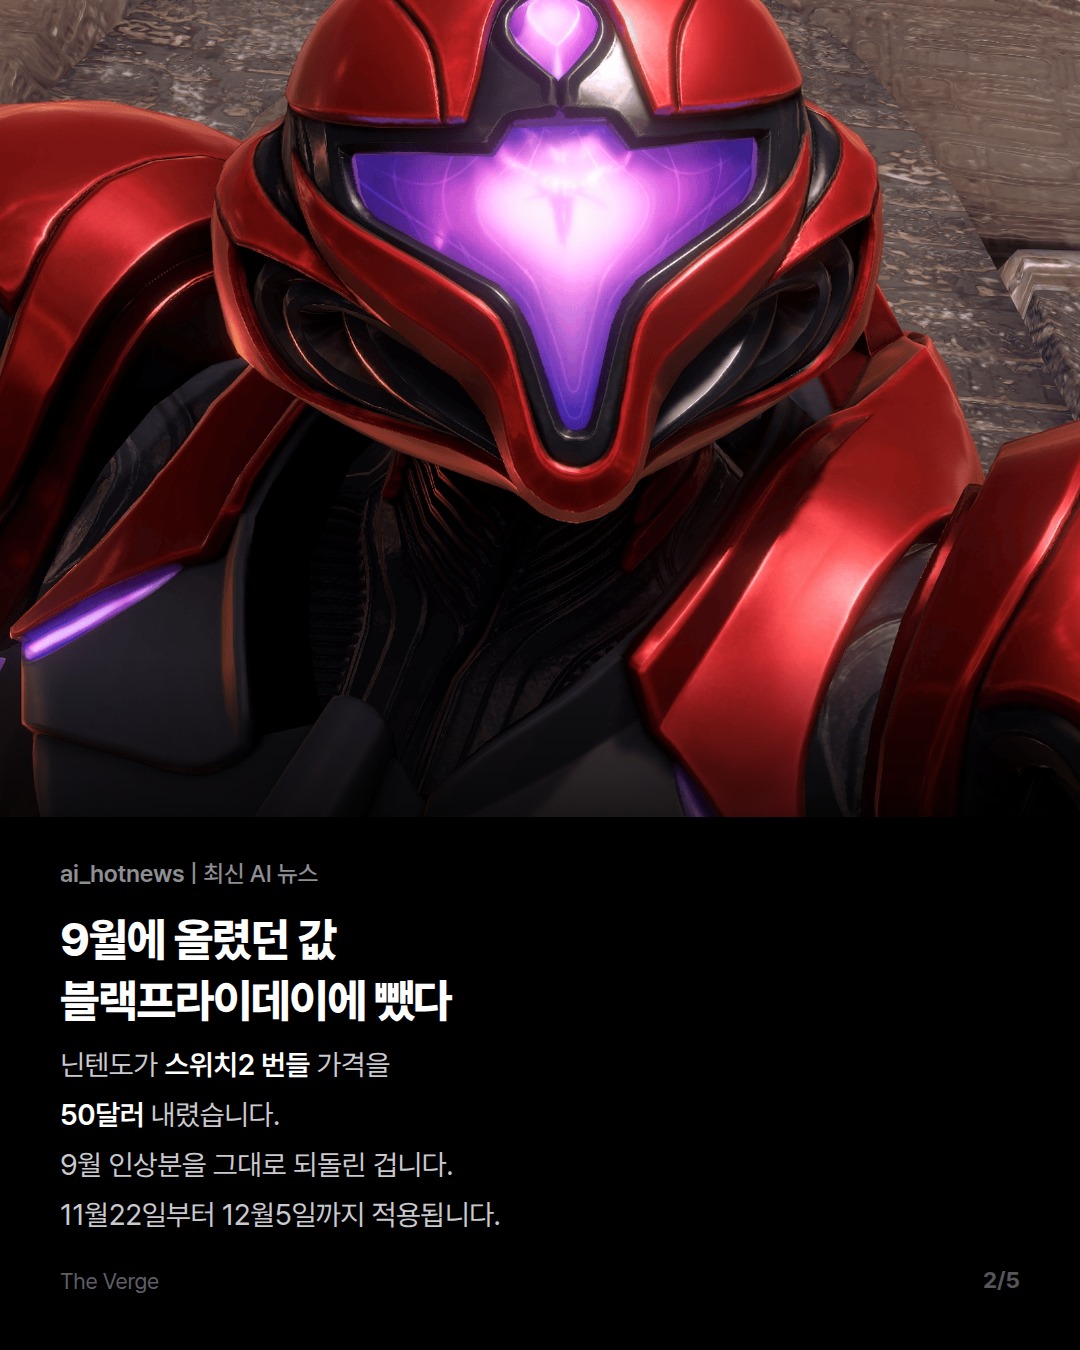 ai_hotnews | 최신 AI 뉴스
9월에 올렸던 값
블랙프라이데이에 뺐다
닌텐도가 스위치2 번들 가격을
50달러 내렸습니다.
9월 인상분을 그대로 되돌린 겁니다.
11월22일부터 12월5일까지 적용됩니다.
The Verge
2/5